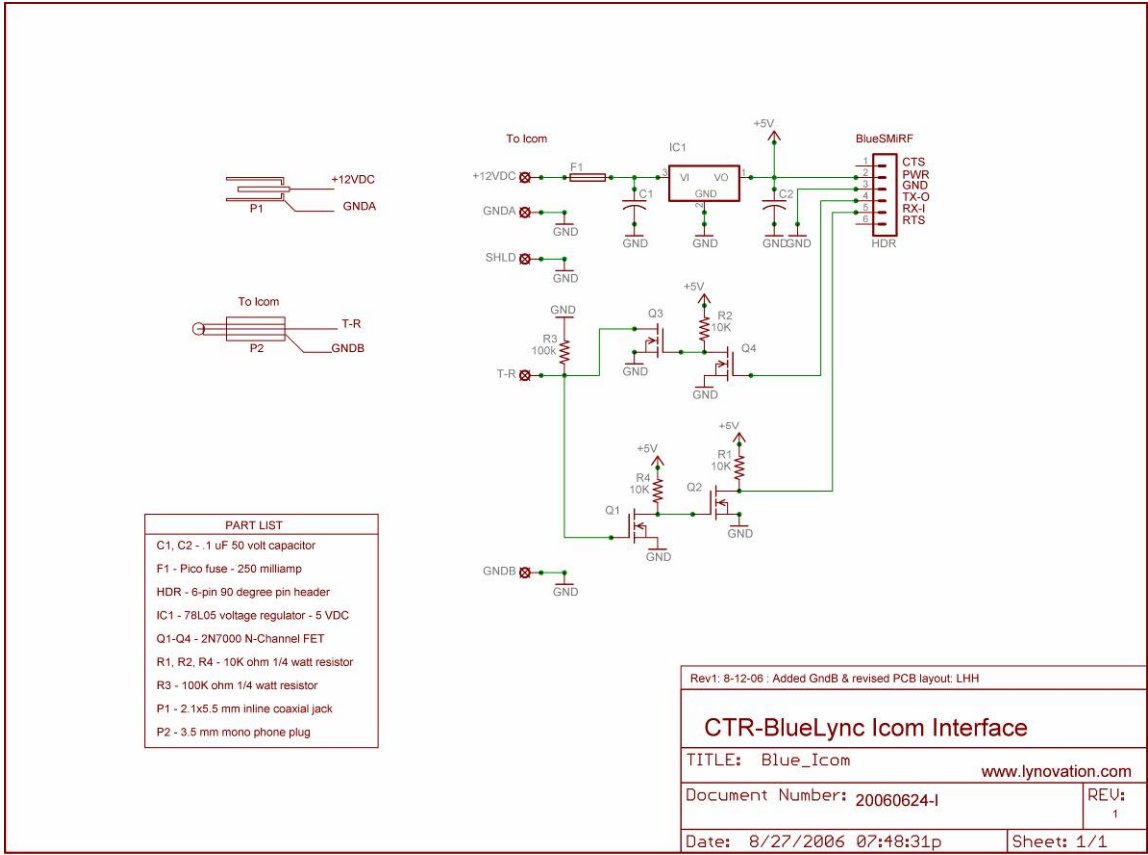 To Icom
+5V
BlueSMiRF
IC1
+12VDC
F1
3 VI VO 1
1 CTS
2 PWR
3 GND
4 TX-O
5 RX-I
6 RTS
HDR
GND
2
C1
C2
+12VDC
P1
GNDA
GNDA
GND
GND
GND
GND
GND
SHLD
GND
To Icom
T-R
P2
GNDB
+5V
GND
Q3
R2
10K
R3
100k
Q4
GND
T-R
GND
+5V
+5V
R1
10K
R4
10K
Q2
Q1
GND
GND
GNDB
GND
PART LIST
C1, C2 - .1 uF 50 volt capacitor
F1 - Pico fuse - 250 milliamp
HDR - 6-pin 90 degree pin header
IC1 - 78L05 voltage regulator - 5 VDC
Q1-Q4 - 2N7000 N-Channel FET
R1, R2, R4 - 10K ohm 1/4 watt resistor
R3 - 100K ohm 1/4 watt resistor
P1 - 2.1x5.5 mm inline coaxial jack
P2 - 3.5 mm mono phone plug
Rev1: 8-12-06 : Added GndB & revised PCB layout: LHH
CTR-BlueLync Icom Interface
TITLE: Blue_Icom
www.lynovation.com
Document Number: 20060624-I
REV:
1
Date: 8/27/2006 07:48:31p
Sheet: 1/1